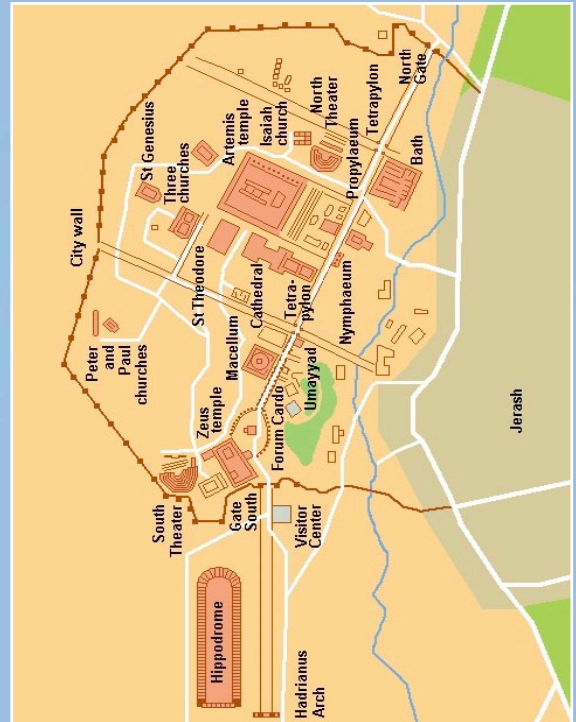 City wall
St Genesius
Three
churches
Artemis
temple
Isaiah
church
North
Theater
Propylaeum
Tetrapylon
North
Gate
Bath
Peter
and
Paul
churches
St Theodore
Macellum
Cathedral
Tetra-
pylon
Nymphaeum
Zeus
temple
Forum
Cardo
Umayyad
South
Theater
Gate
South
Visitor
Center
Hippodrome
Hadrianus
Arch
Jerash